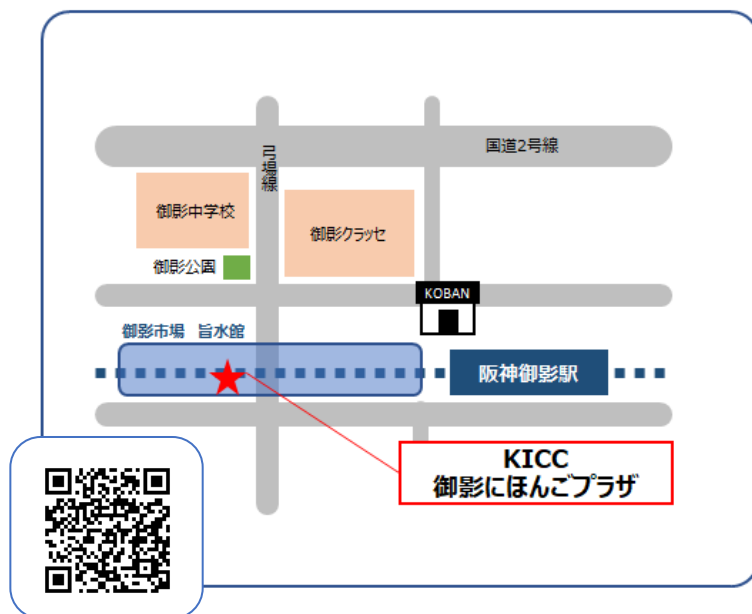 国道2号線
弓場線
御影中学校
御影クラッセ
御影公園
KOBAN
御影市場 旨水館
阪神御影駅
KICC
御影にほんごプラザ